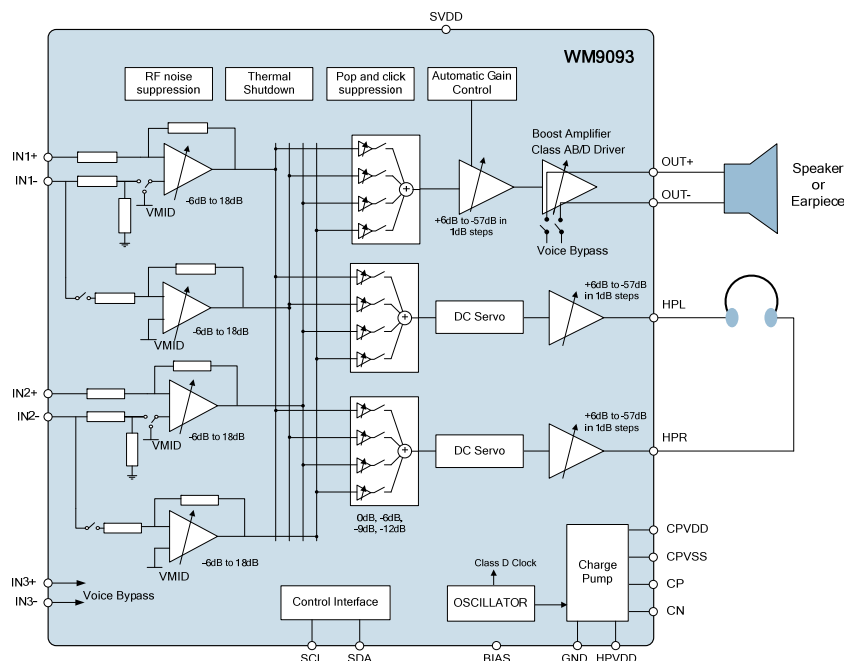 SVDD
WM9093
RF noise
suppression
Thermal
Shutdown
Pop and click
suppression
Automatic Gain
Control
Boost Amplifier
Class AB/D Driver
IN1+
IN1-
VMID
-6dB to 18dB
+6dB to -57dB in
1dB steps
Voice Bypass
OUT+
OUT-
Speaker
or
Earpiece
VMID
-6dB to 18dB
DC Servo
+6dB to -57dB
in 1dB steps
HPL
IN2+
IN2-
VMID
-6dB to 18dB
DC Servo
+6dB to -57dB
in 1dB steps
HPR
VMID
-6dB to 18dB
0dB, -6dB,
-9dB, -12dB
IN3+
IN3-
Voice Bypass
Control Interface
Class D Clock
OSCILLATOR
Charge
Pump
CPVDD
CPVSS
CP
CN
SCL
SDA
BIAS
GND
HPVDD